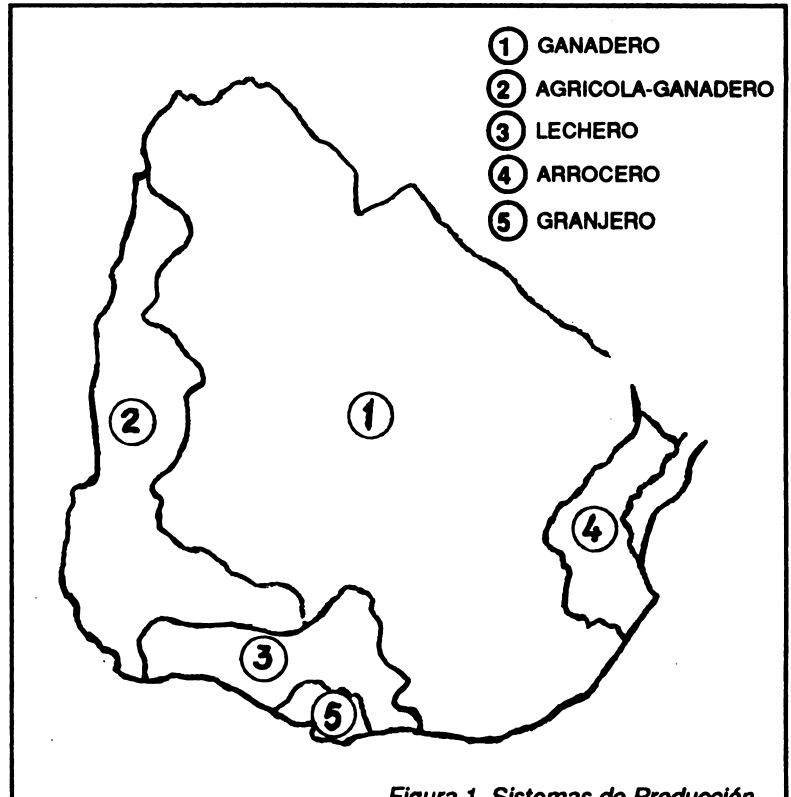 1 GANADERO
2 AGRICOLA-GANADERO
3 LECHERO
4 ARROCERO
5 GRANJERO
2
1
4
3
5
Figura 1. Sistemas de Producción